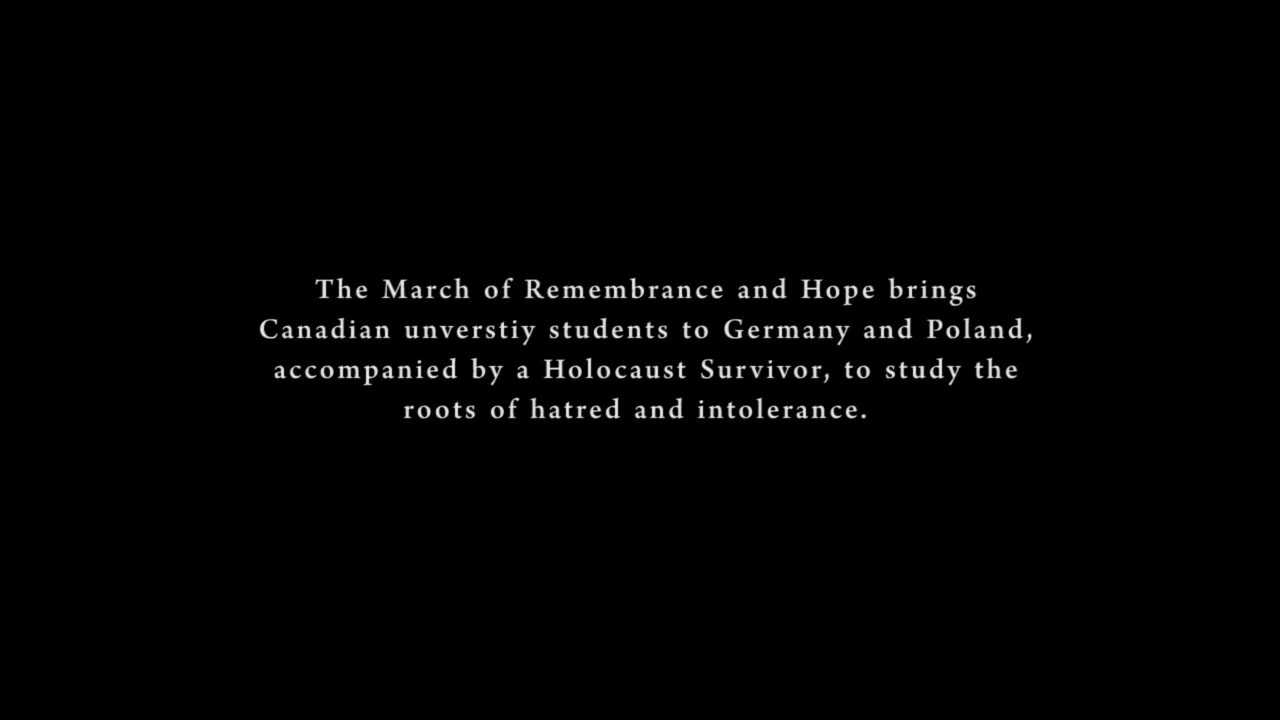 The March of Remembrance and Hope brings
Canadian unverstiy students to Germany and Poland,
accompanied by a Holocaust Survivor, to study the
roots of hatred and intolerance.